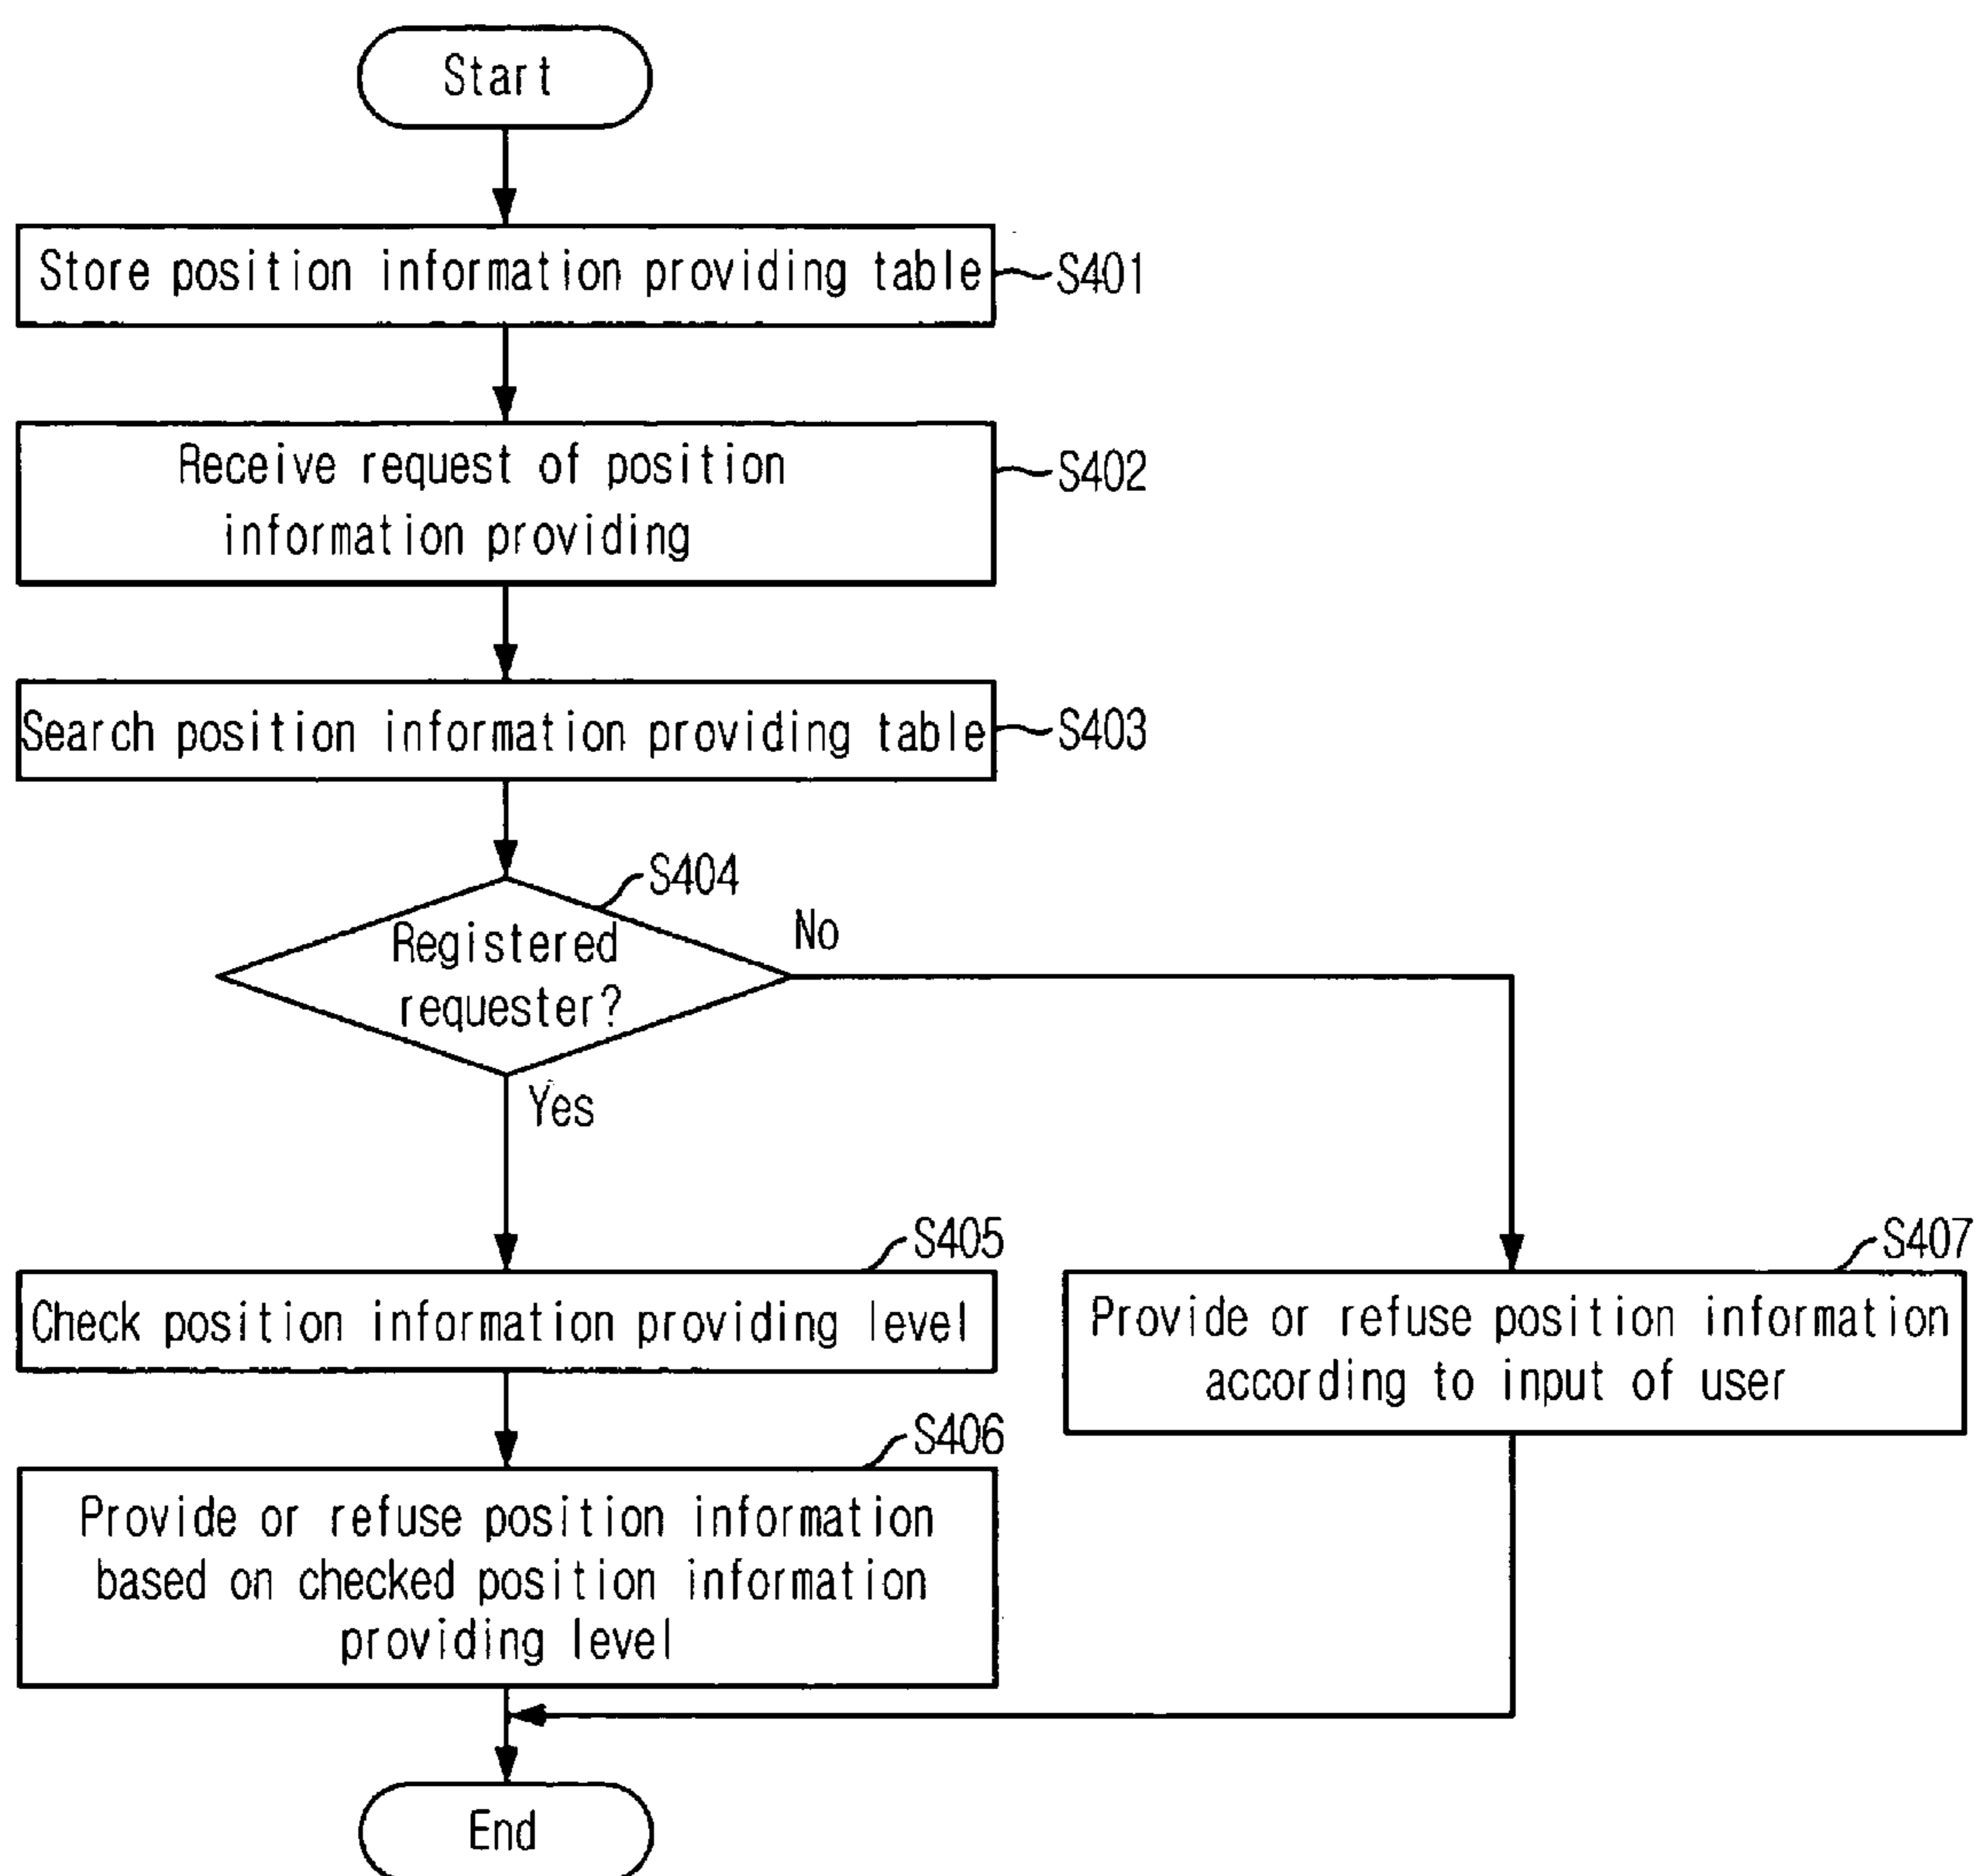 Start
Store position information providing table
S401
Receive request of position
information providing
S402
Search position information providing table
S403
S404
Registered
requester?
No
Yes
S405
Check position information providing level
S407
Provide or refuse position information
according to input of user
S406
Provide or refuse position information
based on checked position information
providing level
End